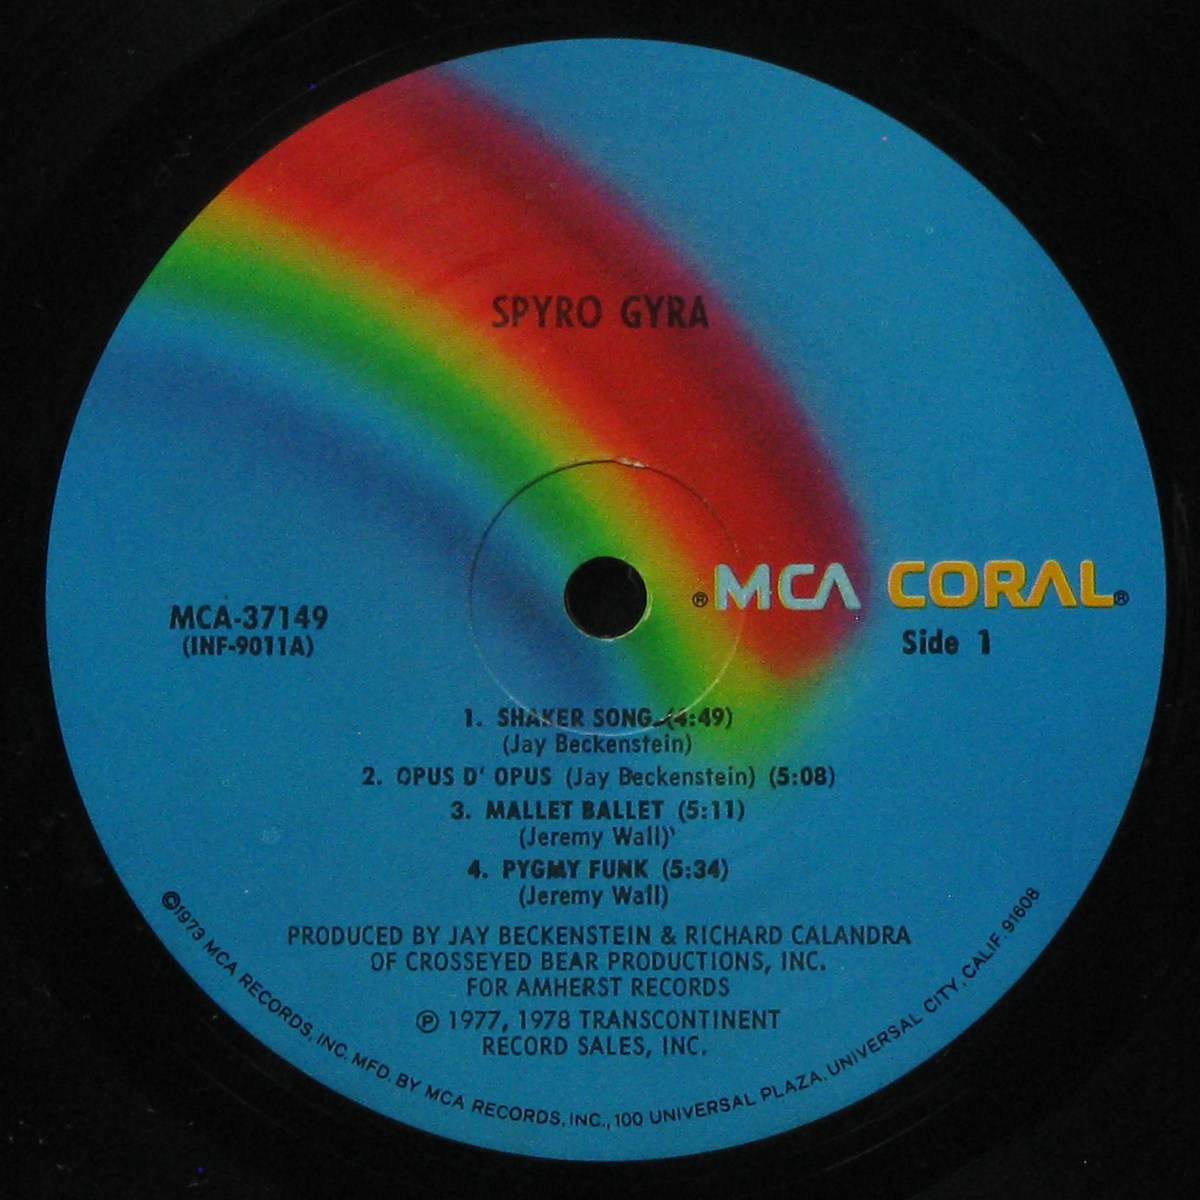 SPYRO GYRA
® MCA CORAL®
Side 1
MCA-37149
(INF-9011A)
1. SHAKER SONG (4:49)
(Jay Beckenstein)
2. OPUS D' OPUS (Jay Beckenstein) (5:08)
3. MALLET BALLET (5:11)
(Jeremy Wall)
4. PYGMY FUNK (5:34)
(Jeremy Wall)
PRODUCED BY JAY BECKENSTEIN & RICHARD CALANDRA
OF CROSSEYED BEAR PRODUCTIONS, INC.
FOR AMHERST RECORDS
℗ 1977, 1978 TRANSCONTINENT
RECORD SALES, INC.
©1973 MCA RECORDS, INC. MFD. BY MCA RECORDS, INC., 100 UNIVERSAL PLAZA, UNIVERSAL CITY, CALIF. 91608